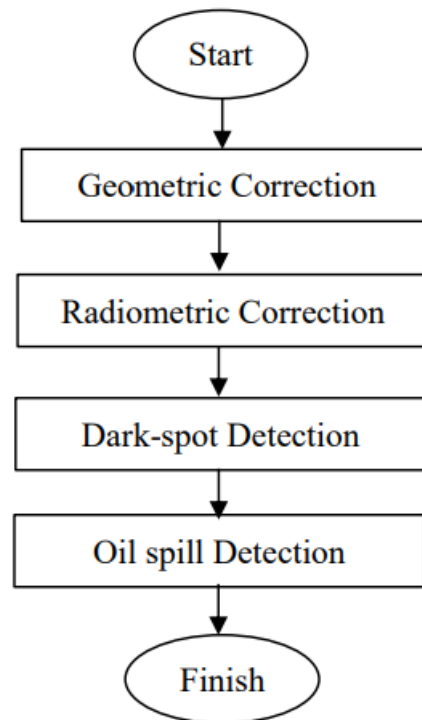 Start
Geometric Correction
Radiometric Correction
Dark-spot Detection
Oil spill Detection
Finish